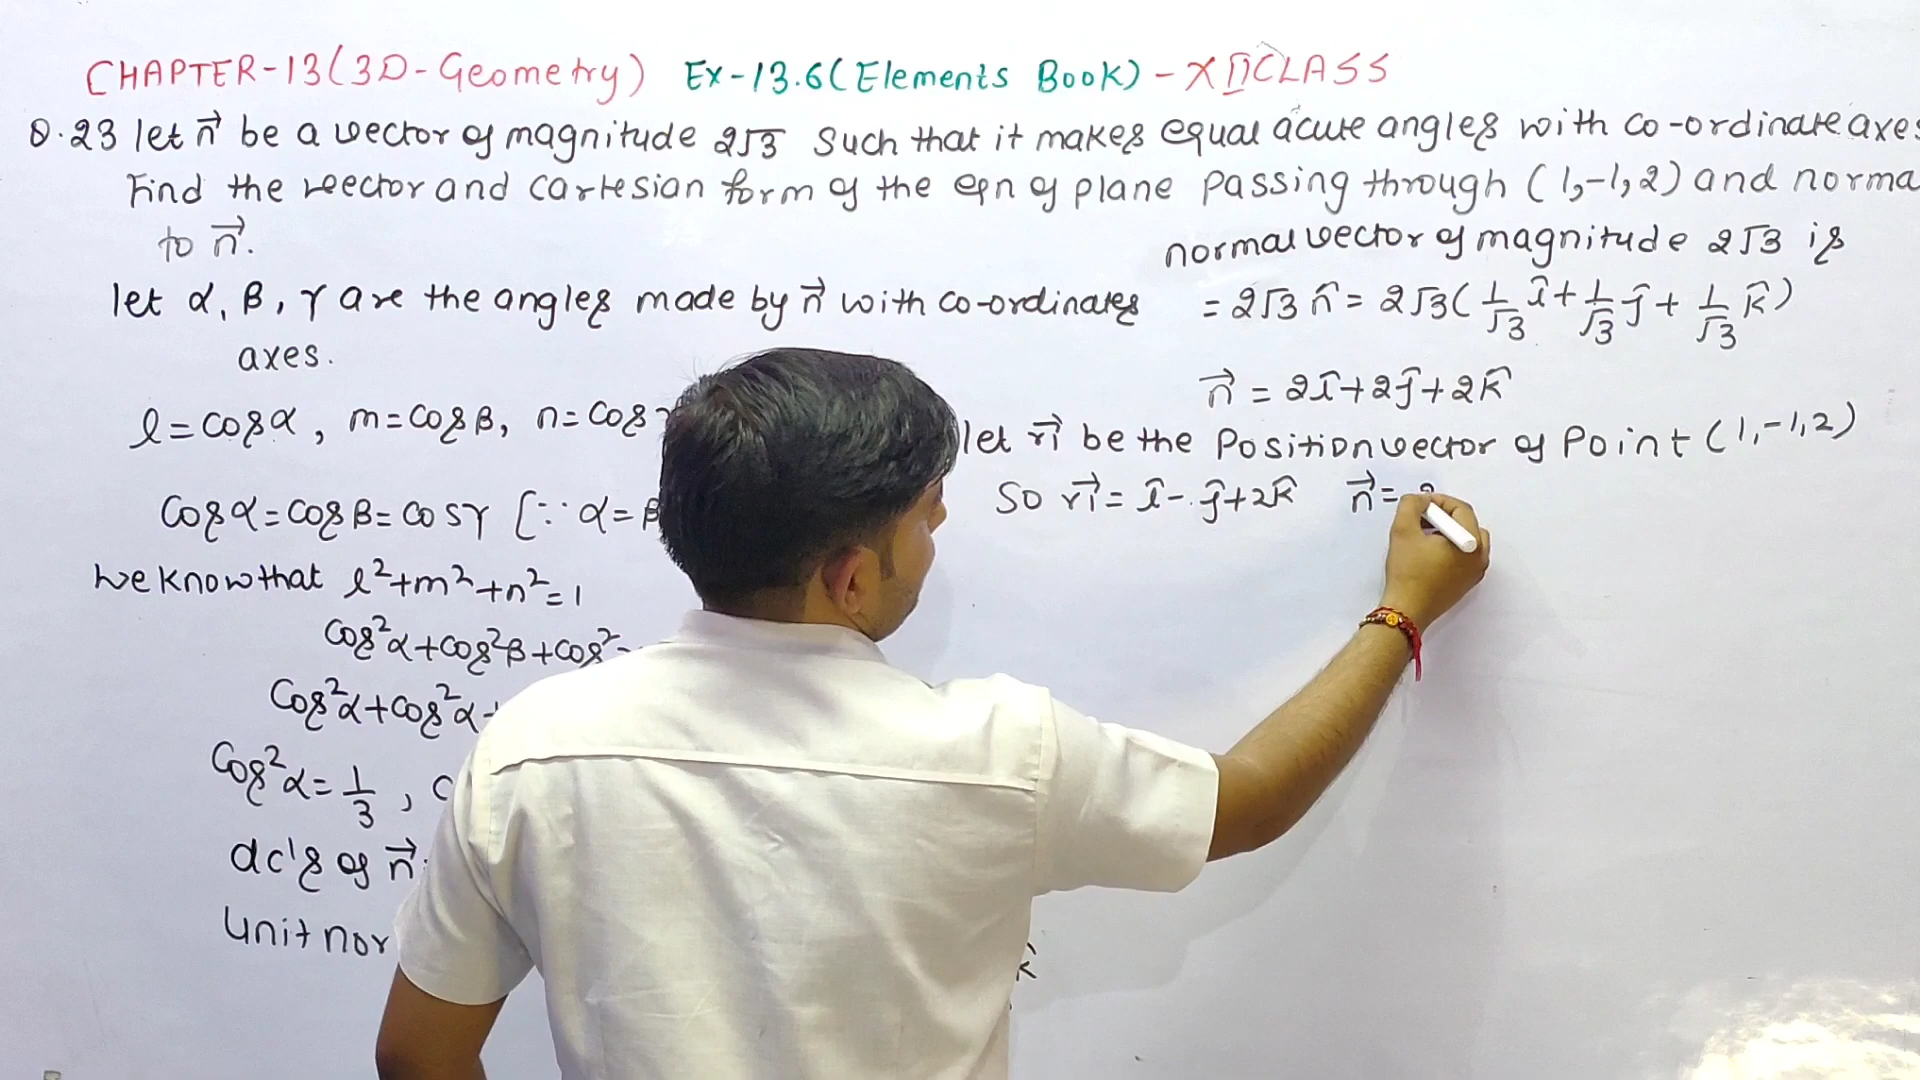 CHAPTER-13(3D-Geometry) Ex-13.6(Elements Book) - XIICLASS
Q.23 let n⃗ be a vector of magnitude 2√3 Such that it makes equal acute angles with co-ordinate axes
Find the vector and cartesian form of the eqn of plane passing through (1,-1,2) and norma
to n⃗.
let α, β, γ are the angles made by n⃗ with co-ordinates
axes.
l=cosα, m=cosβ, n=cosγ
cosα=cosβ=cosγ [∵ α=β
we know that l²+m²+n²=1
cos²α+cos²β+cos²
cos²α+cos²α+
cos²α=1/3 , c
dc's of n⃗
unit nor
k̂
normal vector of magnitude 2√3 is
= 2√3 n̂ = 2√3(1/√3 î + 1/√3 ĵ + 1/√3 k̂)
n⃗ = 2î+2ĵ+2k̂
let r⃗1 be the Position vector of Point (1,-1,2)
So r⃗1 = î-ĵ+2k̂ n⃗=